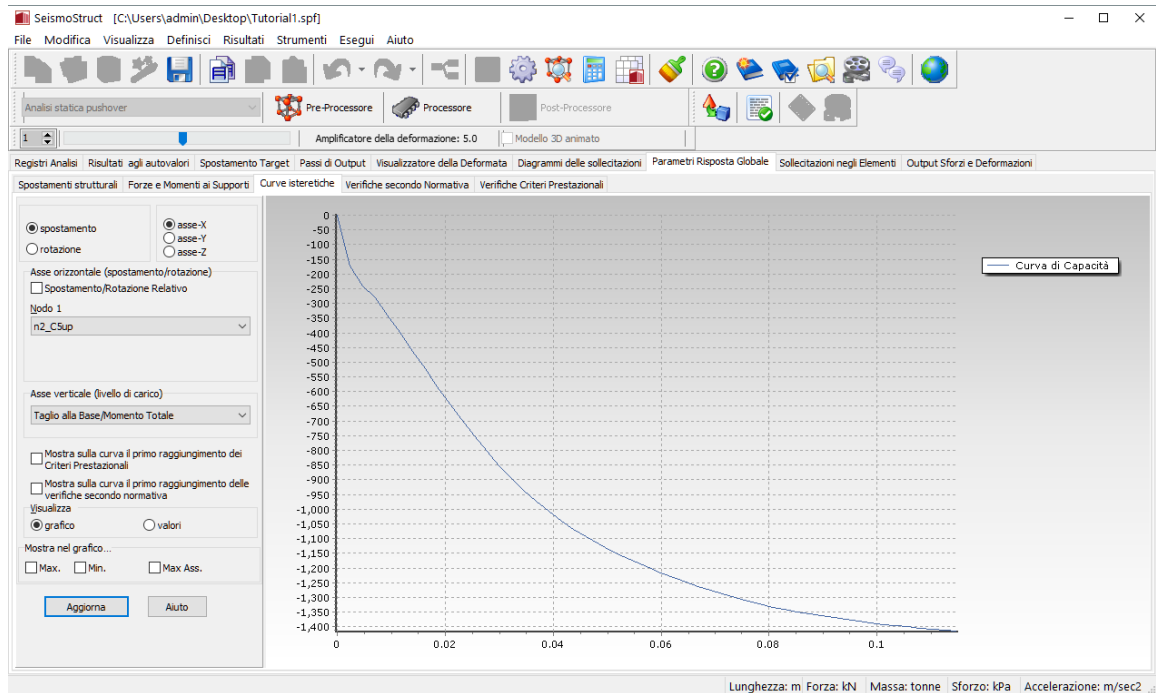 SeismoStruct [C:\Users\admin\Desktop\Tutorial1.spf]
File Modifica Visualizza Definisci Risultati Strumenti Esegui Aiuto
Analisi statica pushover
Pre-Processore
Processore
Post-Processore
1
Amplificatore della deformazione: 5.0
Modello 3D animato
Registri Analisi Risultati agli autovalori Spostamento Target Passi di Output Visualizzatore della Deformata Diagrammi delle sollecitazioni Parametri Risposta Globale Sollecitazioni negli Elementi Output Sforzi e Deformazioni
Spostamenti strutturali Forze e Momenti ai Supporti Curve isteretiche Verifiche secondo Normativa Verifiche Criteri Prestazionali
spostamento
rotazione
asse-X
asse-Y
asse-Z
Asse orizzontale (spostamento/rotazione)
Spostamento/Rotazione Relativo
Nodo 1
n2_C5up
Asse verticale (livello di carico)
Taglio alla Base/Momento Totale
Mostra sulla curva il primo raggiungimento dei
Criteri Prestazionali
Mostra sulla curva il primo raggiungimento delle
verifiche secondo normativa
Visualizza
grafico
valori
Mostra nel grafico...
Max. Min. Max Ass.
Aggiorna
Aiuto
0
-50
-100
-150
-200
-250
-300
-350
-400
-450
-500
-550
-600
-650
-700
-750
-800
-850
-900
-950
-1,000
-1,050
-1,100
-1,150
-1,200
-1,250
-1,300
-1,350
-1,400
0 0.02 0.04 0.06 0.08 0.1
Curva di Capacità
Lunghezza: m Forza: kN Massa: tonne Sforzo: kPa Accelerazione: m/sec2